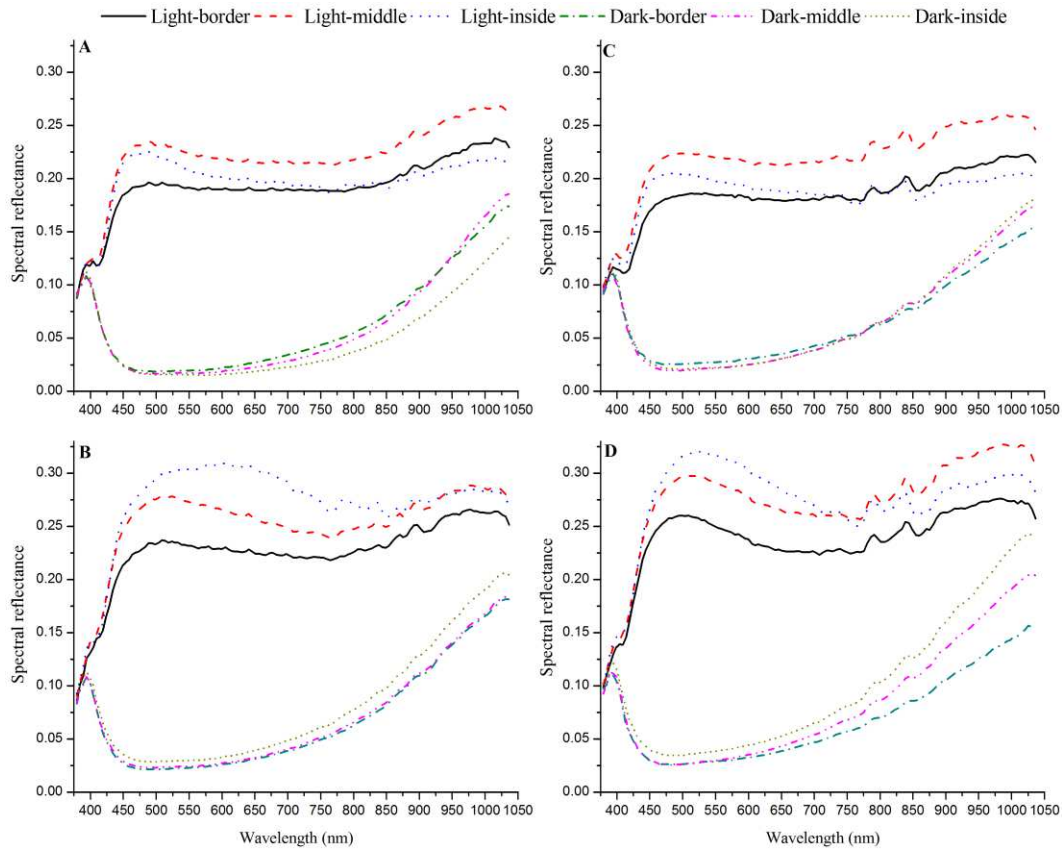 Light-border Light-middle Light-inside Dark-border Dark-middle Dark-inside
A
Spectral reflectance
0.30
0.25
0.20
0.15
0.10
0.05
0.00
400 450 500 550 600 650 700 750 800 850 900 950 1000 1050
C
Spectral reflectance
0.30
0.25
0.20
0.15
0.10
0.05
0.00
400 450 500 550 600 650 700 750 800 850 900 950 1000 1050
B
Spectral reflectance
0.30
0.25
0.20
0.15
0.10
0.05
0.00
400 450 500 550 600 650 700 750 800 850 900 950 1000 1050
Wavelength (nm)
D
Spectral reflectance
0.30
0.25
0.20
0.15
0.10
0.05
0.00
400 450 500 550 600 650 700 750 800 850 900 950 1000 1050
Wavelength (nm)